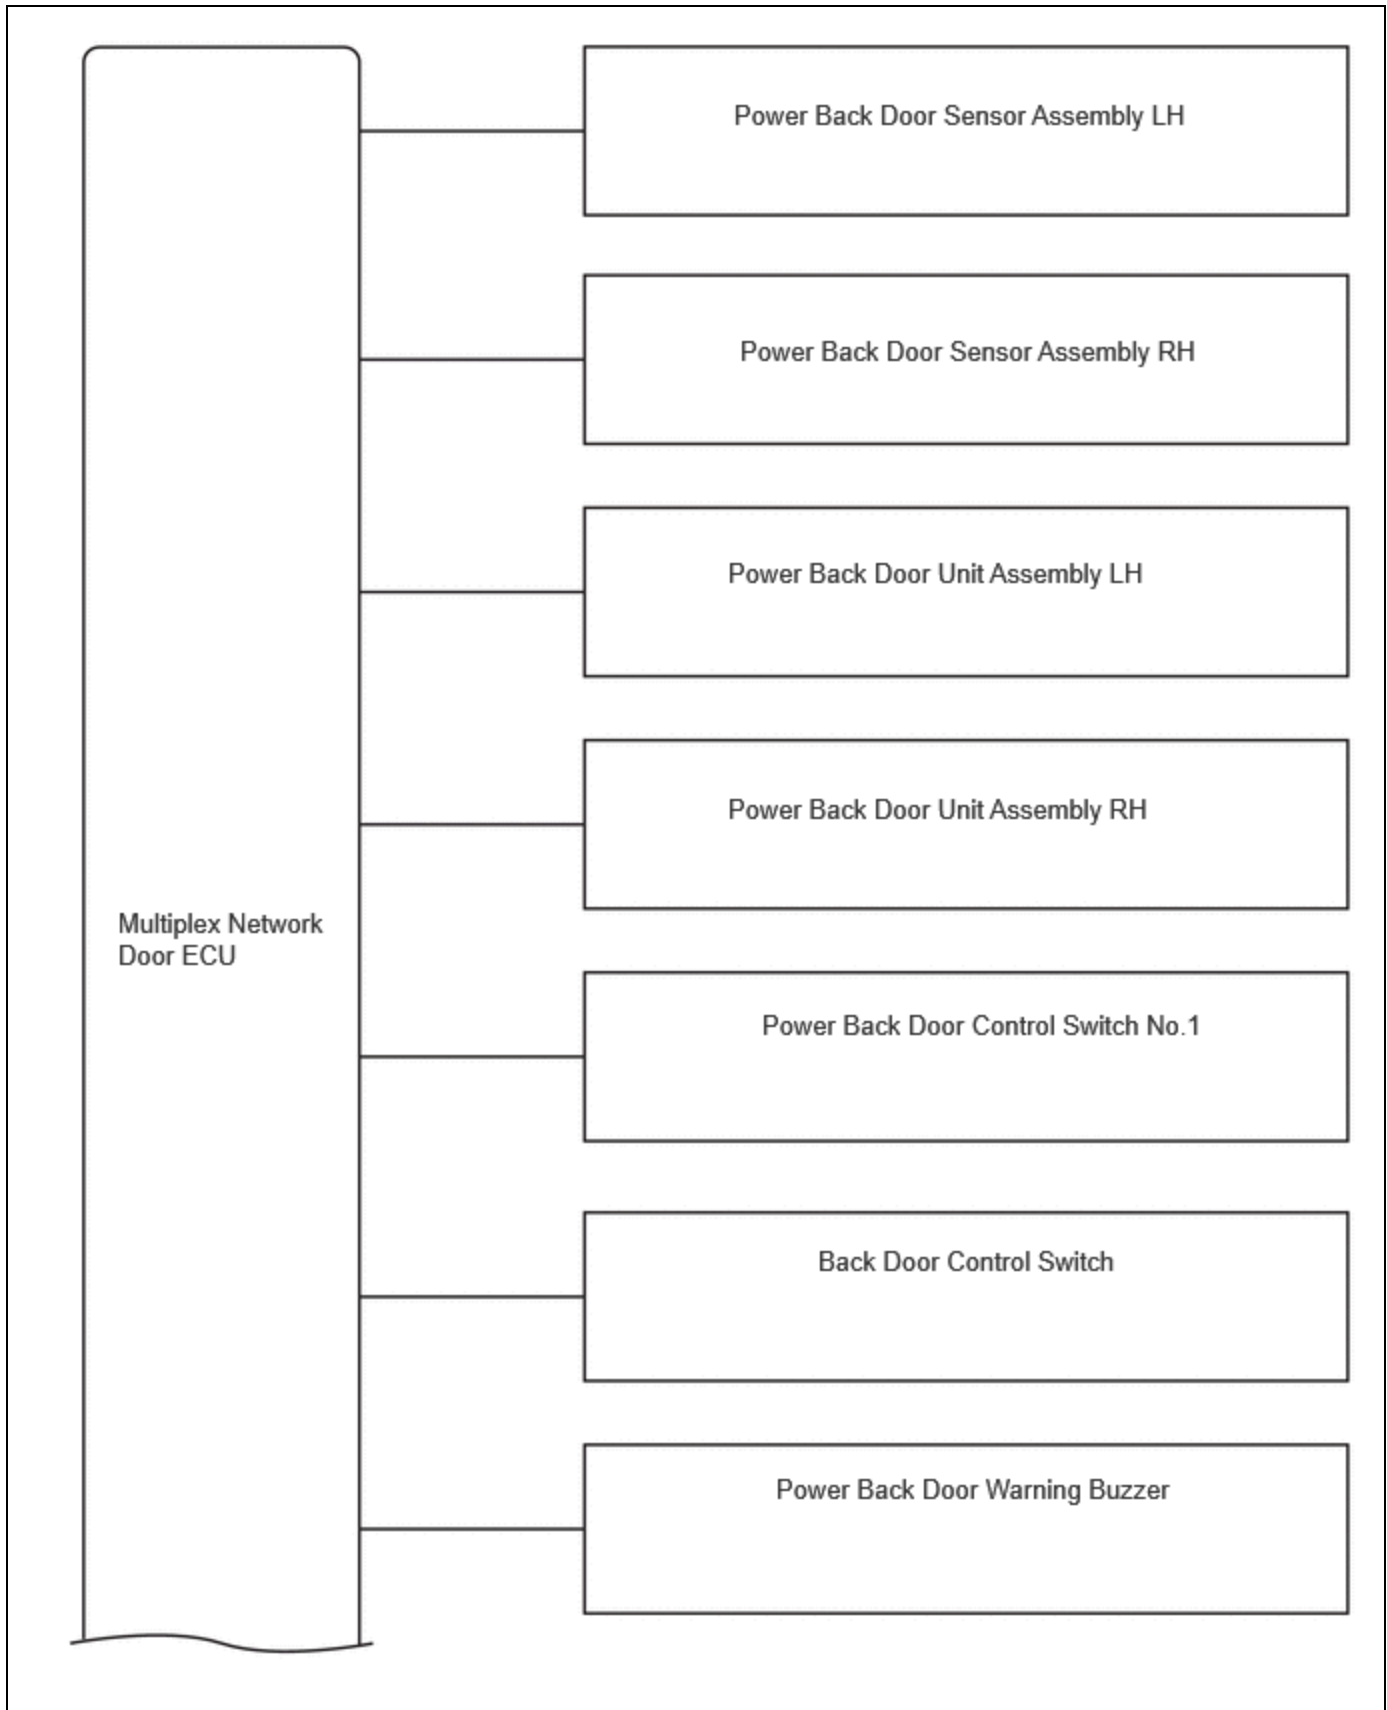 Power Back Door Sensor Assembly LH
Power Back Door Sensor Assembly RH
Power Back Door Unit Assembly LH
Power Back Door Unit Assembly RH
Multiplex Network
Door ECU
Power Back Door Control Switch No.1
Back Door Control Switch
Power Back Door Warning Buzzer